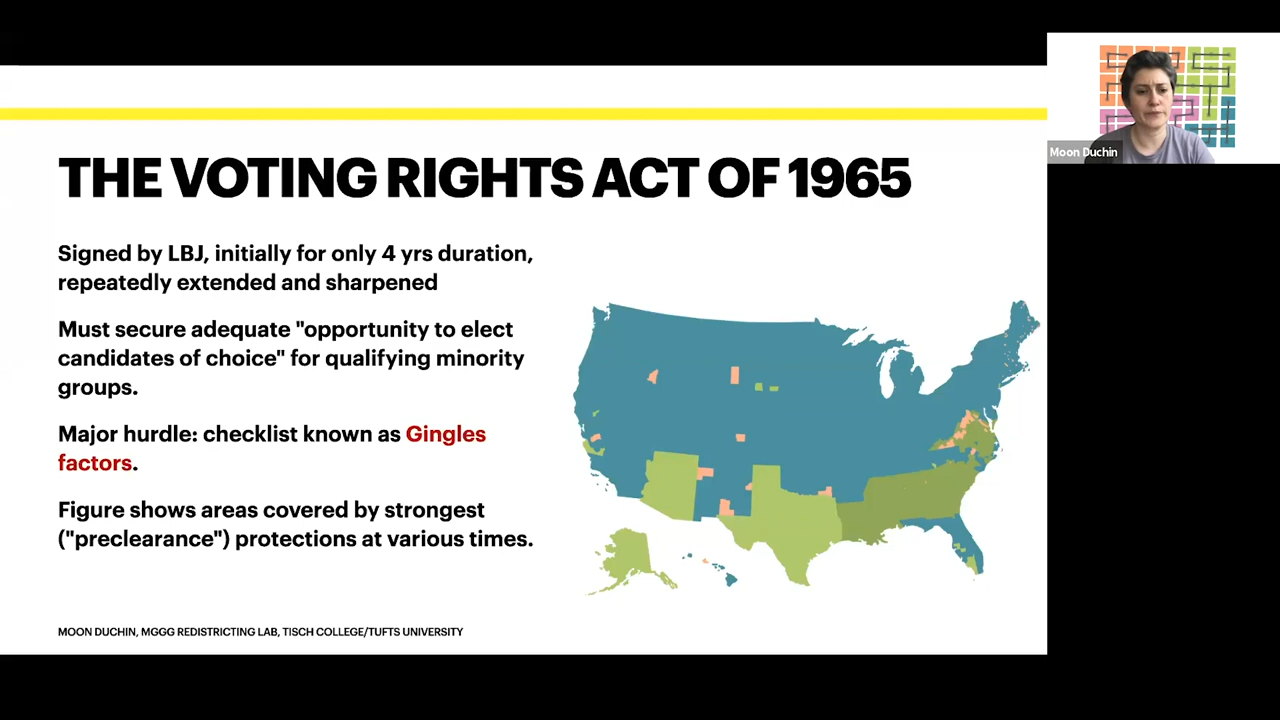 THE VOTING RIGHTS ACT OF 1965
Signed by LBJ, initially for only 4 yrs duration,
repeatedly extended and sharpened
Must secure adequate "opportunity to elect
candidates of choice" for qualifying minority
groups.
Major hurdle: checklist known as Gingles
factors.
Figure shows areas covered by strongest
("preclearance") protections at various times.
MOON DUCHIN, MGGG REDISTRICTING LAB, TISCH COLLEGE/TUFTS UNIVERSITY
Moon Duchin